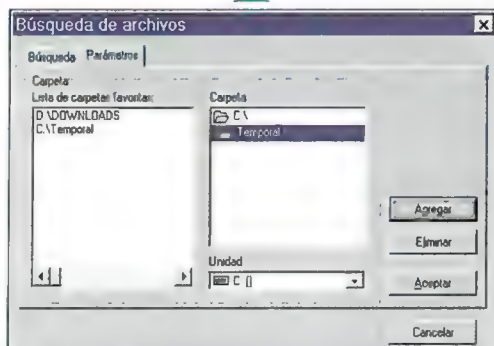 Búsqueda de archivos
Búsqueda Parámetros
Carpeta:
Lista de carpetas favoritas: Carpeta
D:\DOWNLOADS
C:\Temporal
C:\
Temporal
Unidad
C: []
Agregar
Eliminar
Aceptar
Cancelar